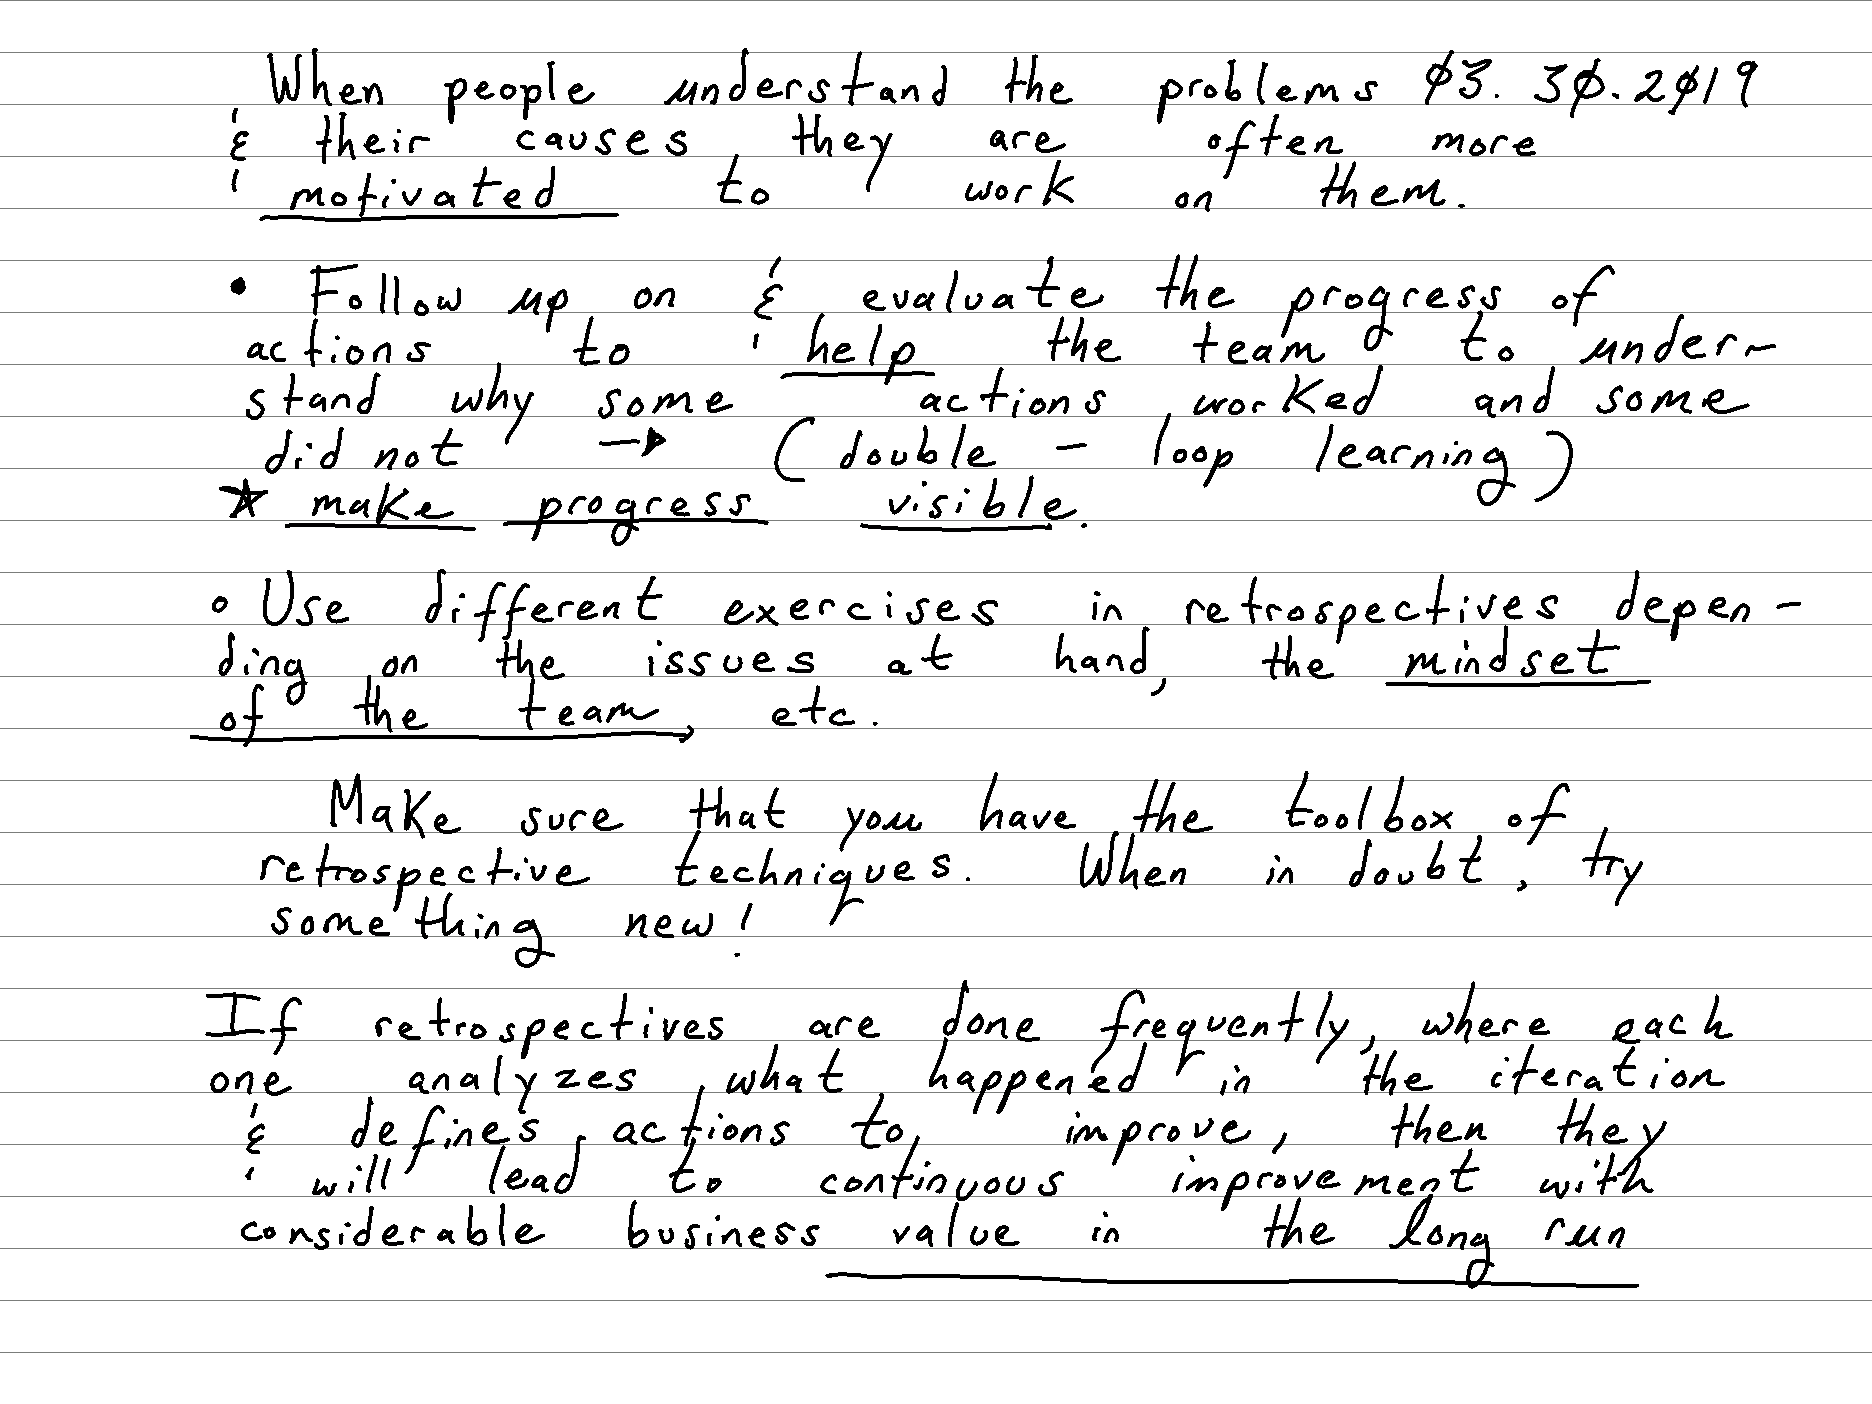 When people understand the problems 03.30.2019
& their causes they are often more
motivated to work on them.
• Follow up on & evaluate the progress of
actions to help the team to under-
stand why some actions worked and some
did not → (double - loop learning)
★ make progress visible.
∘ Use different exercises in retrospectives depen-
ding on the issues at hand, the mindset
of the team, etc.
Make sure that you have the toolbox of
retrospective techniques. When in doubt, try
something new!
If retrospectives are done frequently, where each
one analyzes what happened in the iteration
& defines actions to improve, then they
will lead to continuous improvement with
considerable business value in the long run